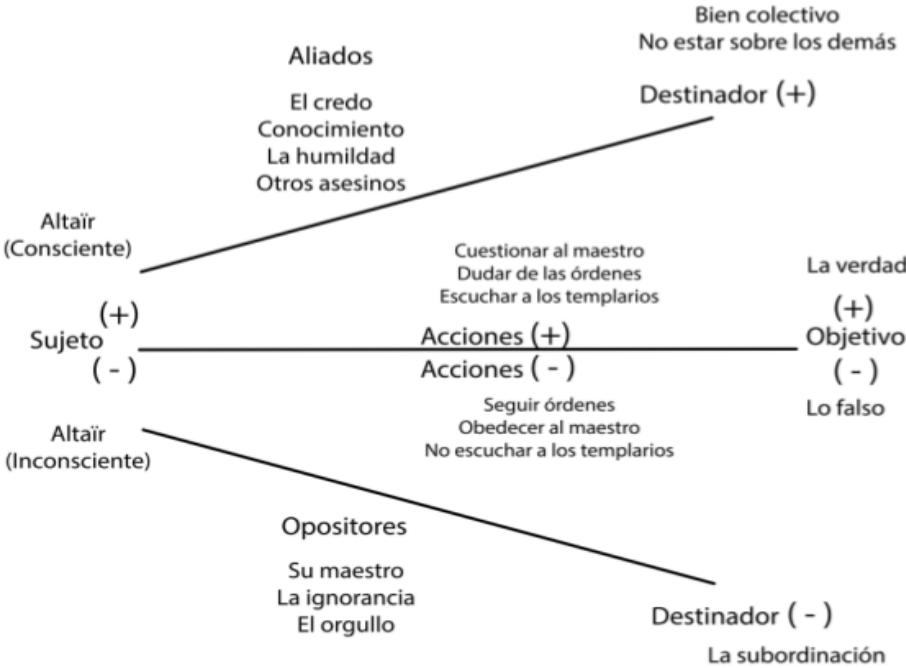 Bien colectivo
No estar sobre los demás
Aliados
Destinador (+)
El credo
Conocimiento
La humildad
Otros asesinos
Altaïr
(Consciente)
Cuestionar al maestro
Dudar de las órdenes
Escuchar a los templarios
La verdad
(+)
(+)
Sujeto
Acciones (+)
Objetivo
(-)
Acciones (-)
(-)
Seguir órdenes
Obedecer al maestro
No escuchar a los templarios
Lo falso
Altaïr
(Inconsciente)
Opositores
Su maestro
La ignorancia
El orgullo
Destinador (-)
La subordinación